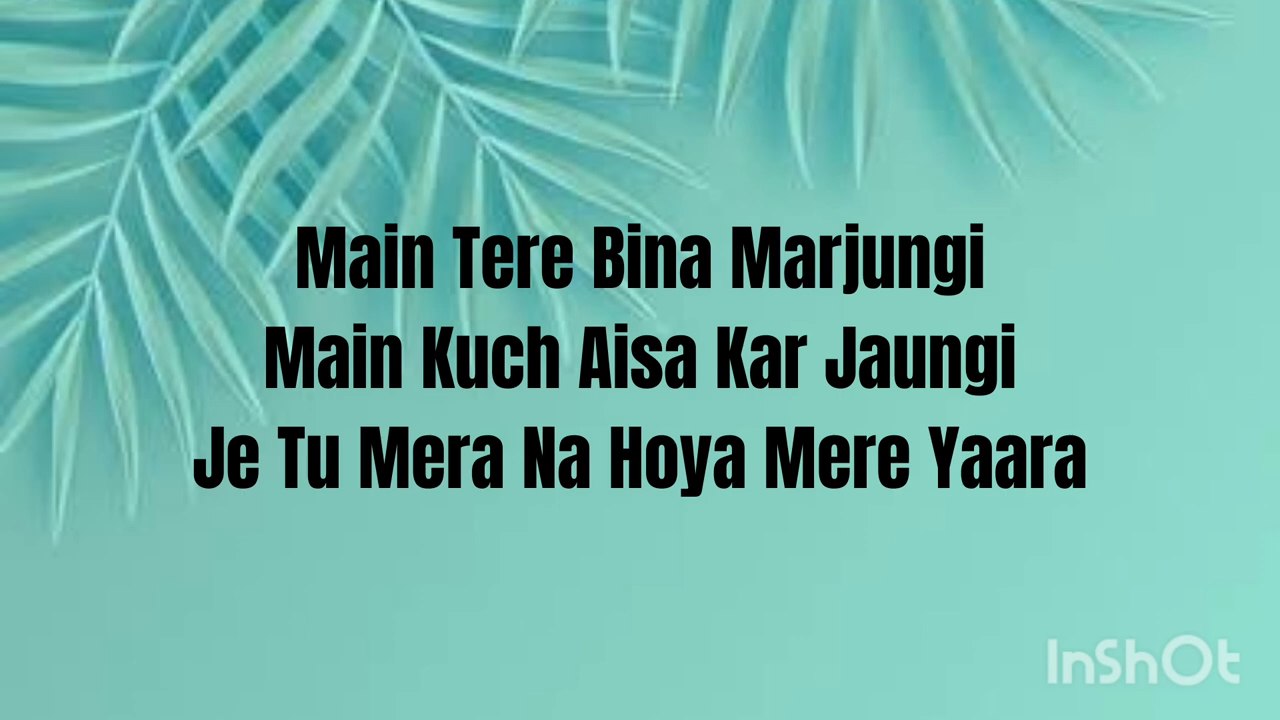 Main Tere Bina Marjungi
Main Kuch Aisa Kar Jaungi
Je Tu Mera Na Hoya Mere Yaara
InShOt